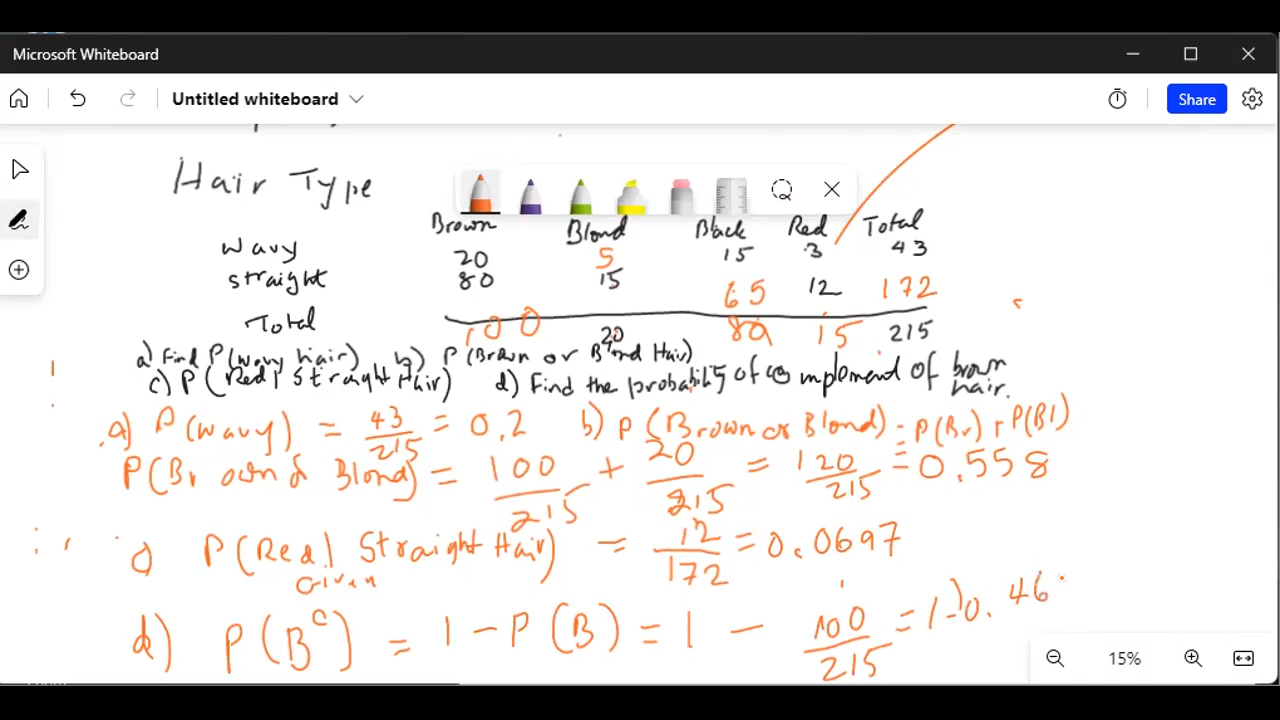 Microsoft Whiteboard
Untitled whiteboard
Share
Hair Type
Brown Blond Black Red Total
Wavy 20 5 15 3 43
straight 80 15 65 12 172
Total 100 20 80 15 215
a) Find P(wavy hair) b) P(Brown or Blond Hair)
c) P(Red | Straight Hair) d) Find the probability of complement of brown hair.
a) P(wavy) = 43/215 = 0.2 b) P(Brown or Blond) = P(Br) + P(Bl)
P(Brown & Blond) = 100/215 + 20/215 = 120/215 = 0.558
c) P(Red | Straight Hair) = 12/172 = 0.0697
Given
d) P(B^c) = 1 - P(B) = 1 - 100/215 = 1 - 0.46
15%